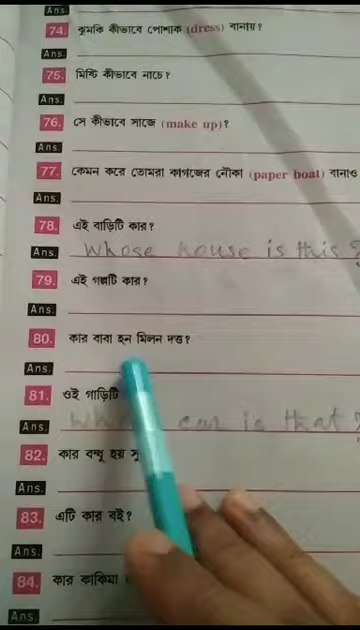 Ans.
74. ঝুমকি কীভাবে পোশাক (dress) বানায়?
Ans.
75. মিষ্টি কীভাবে নাচে?
Ans.
76. সে কীভাবে সাজে (make up)?
Ans.
77. কেমন করে তোমরা কাগজের নৌকা (paper boat) বানাও
Ans.
78. এই বাড়িটি কার?
Ans. Whose house is this?
79. এই গল্পটি কার?
Ans.
80. কার বাবা হন মিলন দত্ত?
Ans.
81. ওই গাড়িটি
Ans. car is that?
82. কার বন্ধু হয়
Ans.
83. এটি কার বই?
Ans.
84. কার কাকিমা
Ans.